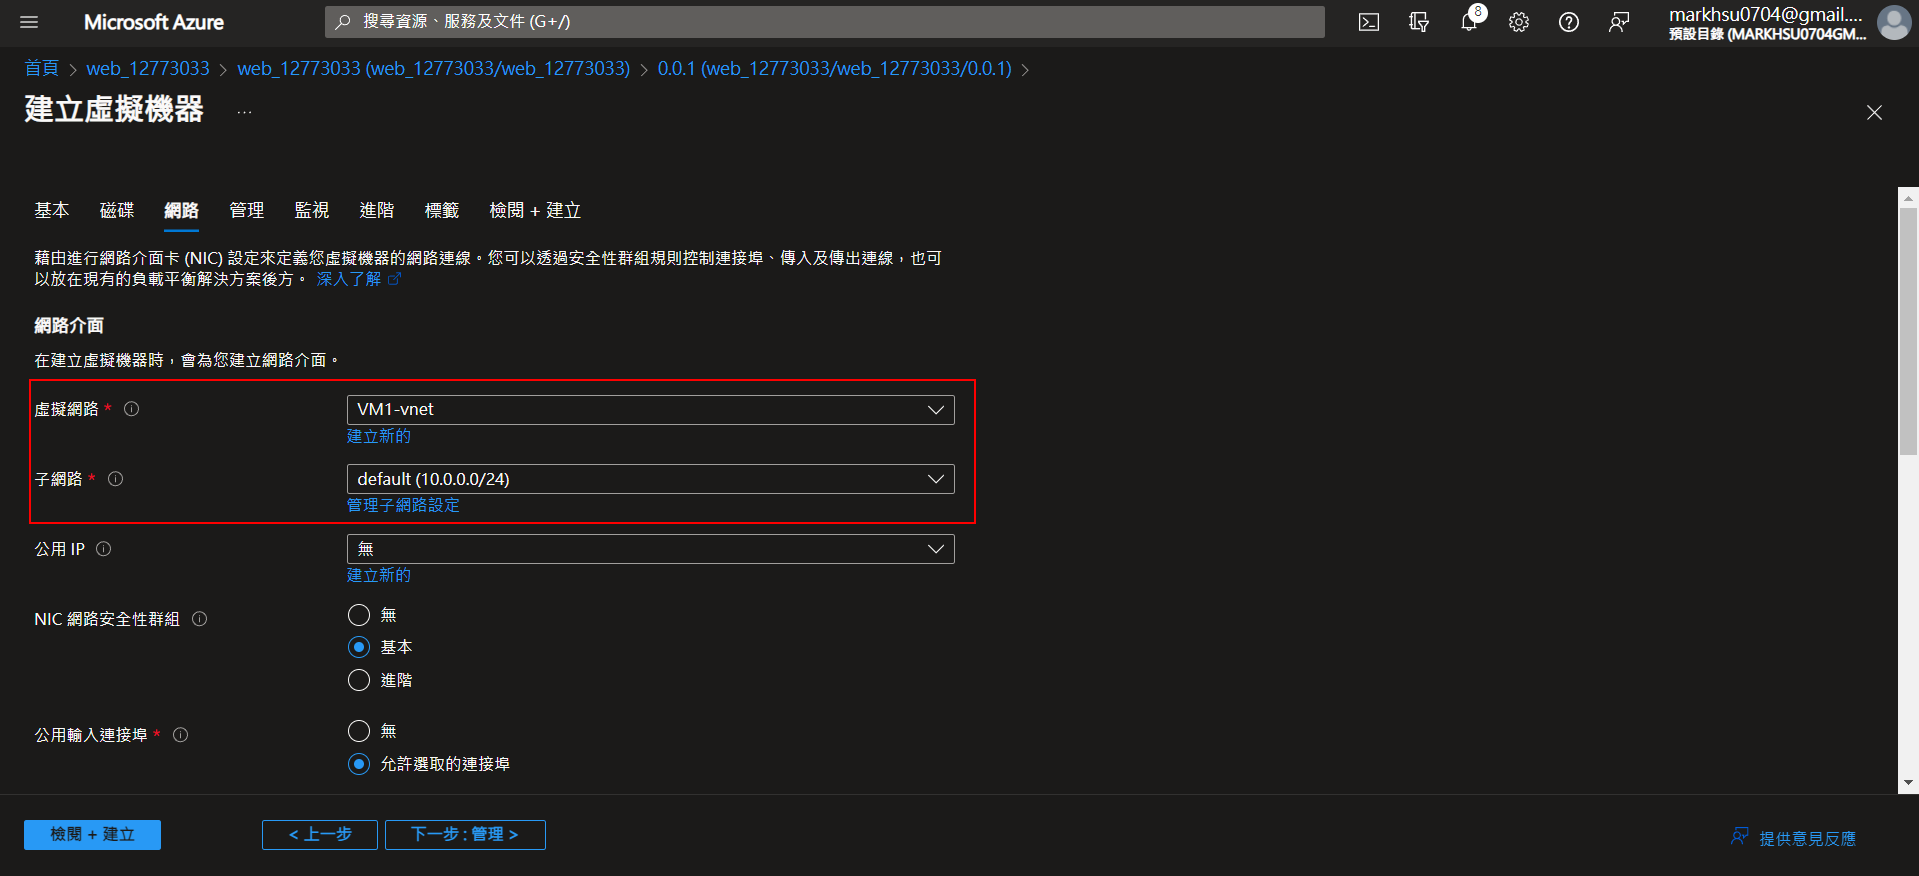 Microsoft Azure
搜尋資源、服務及文件 (G+/)
8
markhsu0704@gmail....
預設目錄 (MARKHSU0704GM...
首頁 > web_12773033 > web_12773033 (web_12773033/web_12773033) > 0.0.1 (web_12773033/web_12773033/0.0.1) >
建立虛擬機器 ...
基本 磁碟 網路 管理 監視 進階 標籤 檢閱 + 建立
藉由進行網路介面卡 (NIC) 設定來定義您虛擬機器的網路連線。您可以透過安全性群組規則控制連接埠、傳入及傳出連線，也可
以放在現有的負載平衡解決方案後方。 深入了解
網路介面
在建立虛擬機器時，會為您建立網路介面。
虛擬網路 *
VM1-vnet
建立新的
子網路 *
default (10.0.0.0/24)
管理子網路設定
公用 IP
無
建立新的
NIC 網路安全性群組
無
基本
進階
公用輸入連接埠 *
無
允許選取的連接埠
檢閱 + 建立
< 上一步
下一步 : 管理 >
提供意見反應